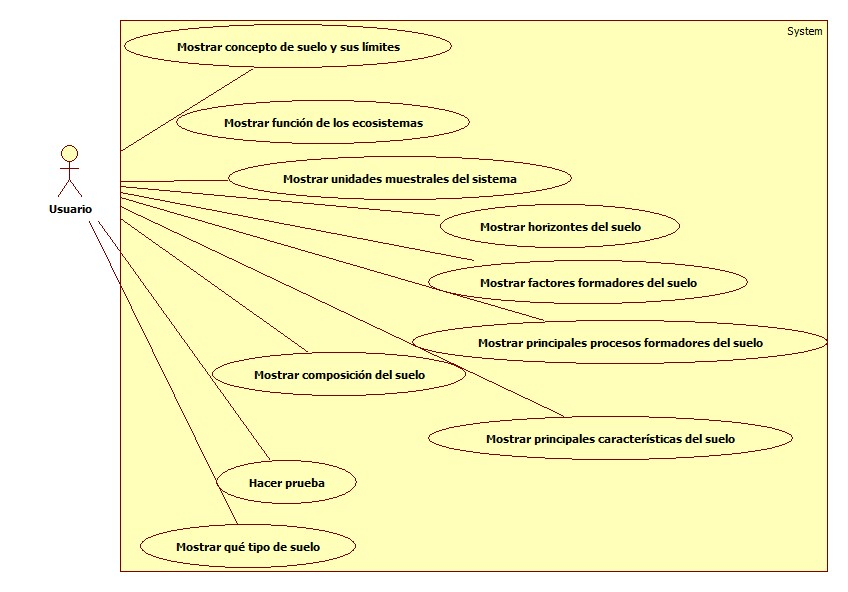 System
Mostrar concepto de suelo y sus límites
Mostrar función de los ecosistemas
Usuario
Mostrar unidades muestrales del sistema
Mostrar horizontes del suelo
Mostrar factores formadores del suelo
Mostrar principales procesos formadores del suelo
Mostrar composición del suelo
Mostrar principales características del suelo
Hacer prueba
Mostrar qué tipo de suelo